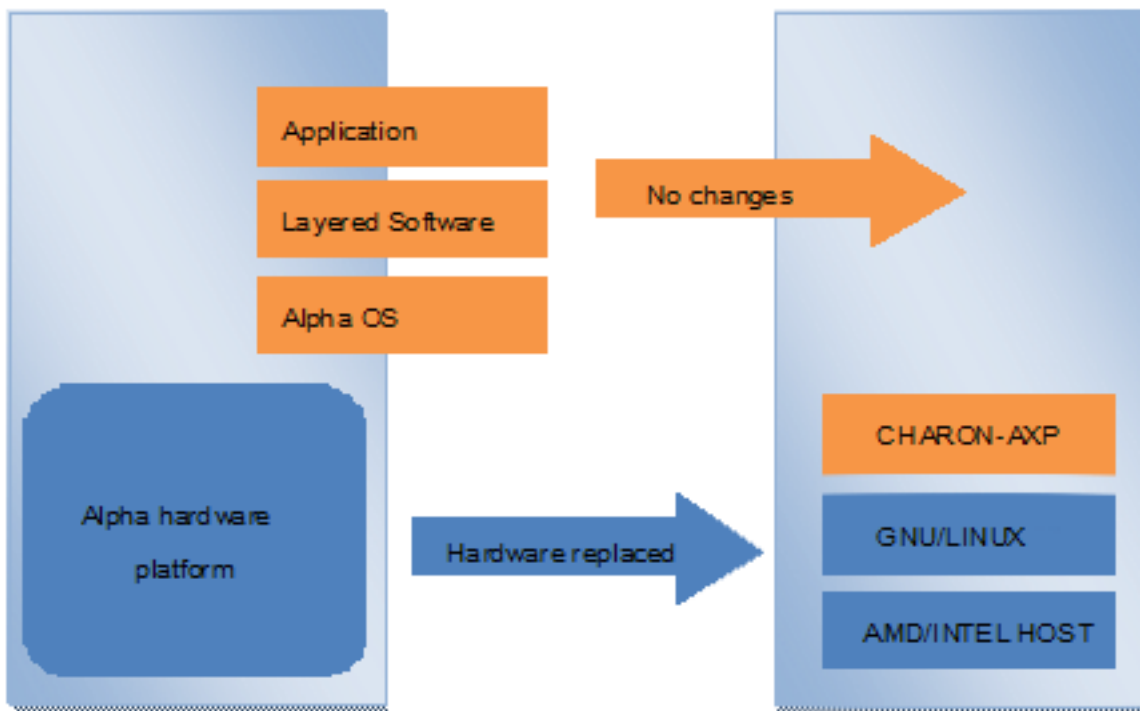 Application
Layered Software
Alpha OS
No changes
Alpha hardware
platform
Hardware replaced
CHARON-AXP
GNU/LINUX
AMD/INTEL HOST